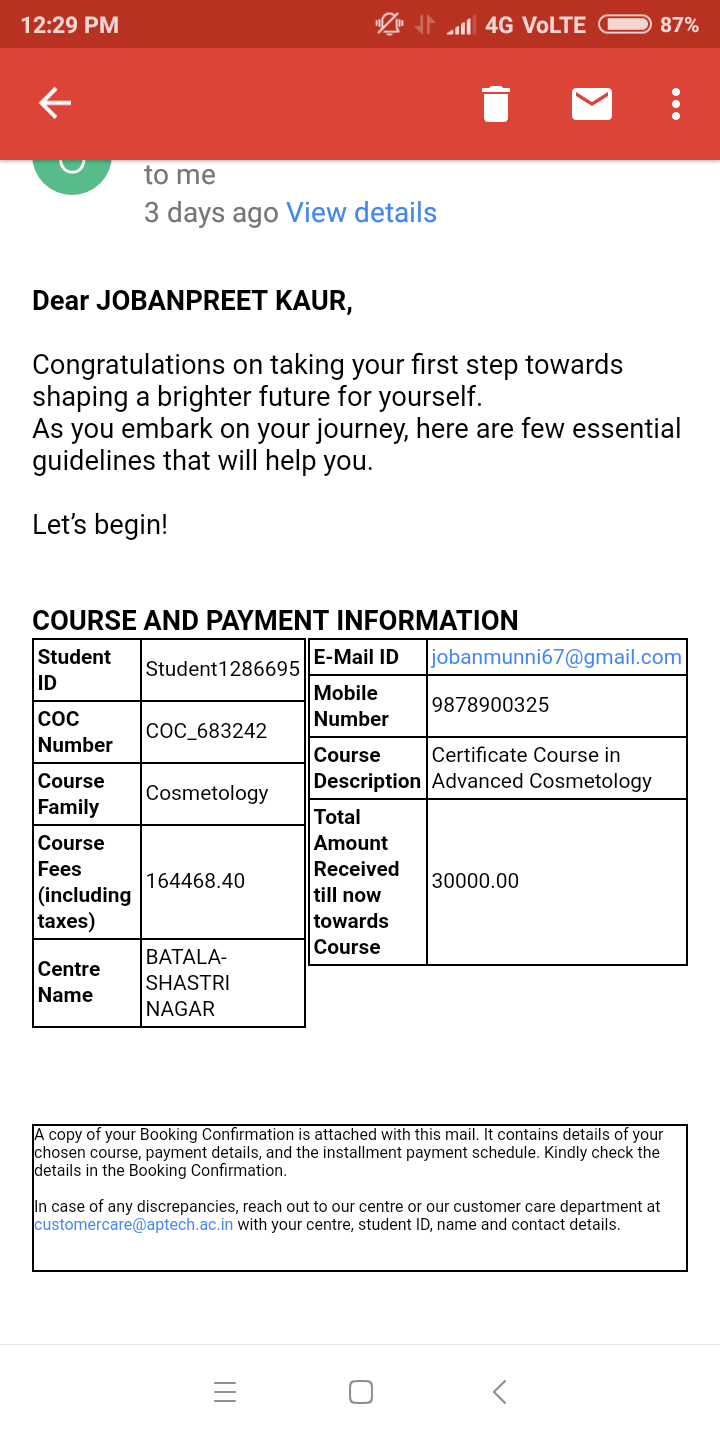 12:29 PM
4G VoLTE
87%
to me
3 days ago View details
Dear JOBANPREET KAUR,
Congratulations on taking your first step towards
shaping a brighter future for yourself.
As you embark on your journey, here are few essential
guidelines that will help you.
Let's begin!
COURSE AND PAYMENT INFORMATION
Student
ID
Student1286695
COC
Number
COC_683242
Course
Family
Cosmetology
Course
Fees
(including
taxes)
164468.40
Centre
Name
BATALA-
SHASTRI
NAGAR
E-Mail ID
jobanmunni67@gmail.com
Mobile
Number
9878900325
Course
Description
Certificate Course in
Advanced Cosmetology
Total
Amount
Received
till now
towards
Course
30000.00
A copy of your Booking Confirmation is attached with this mail. It contains details of your
chosen course, payment details, and the installment payment schedule. Kindly check the
details in the Booking Confirmation.
In case of any discrepancies, reach out to our centre or our customer care department at
customercare@aptech.ac.in with your centre, student ID, name and contact details.